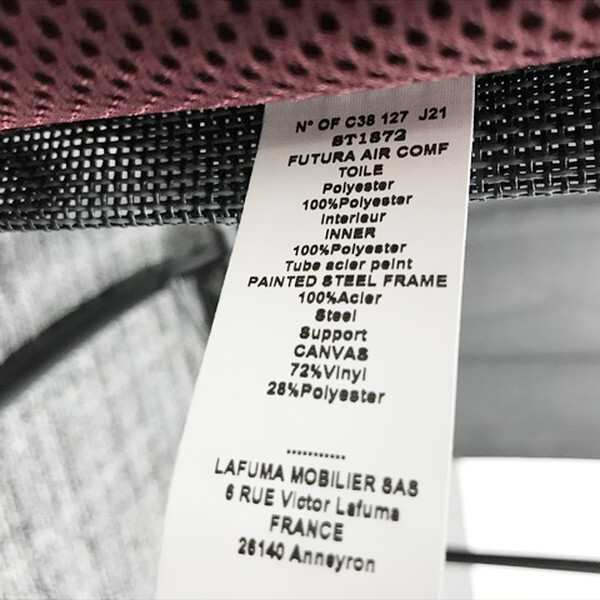 N° OF C38 127 J21
ST1872
FUTURA AIR COMF
TOILE
Polyester
100%Polyester
Interieur
INNER
100%Polyester
Tube acier peint
PAINTED STEEL FRAME
100%Acier
Steel
Support
CANVAS
72%Vinyl
28%Polyester
...........
LAFUMA MOBILIER SAS
6 RUE Victor Lafuma
FRANCE
26140 Anneyron